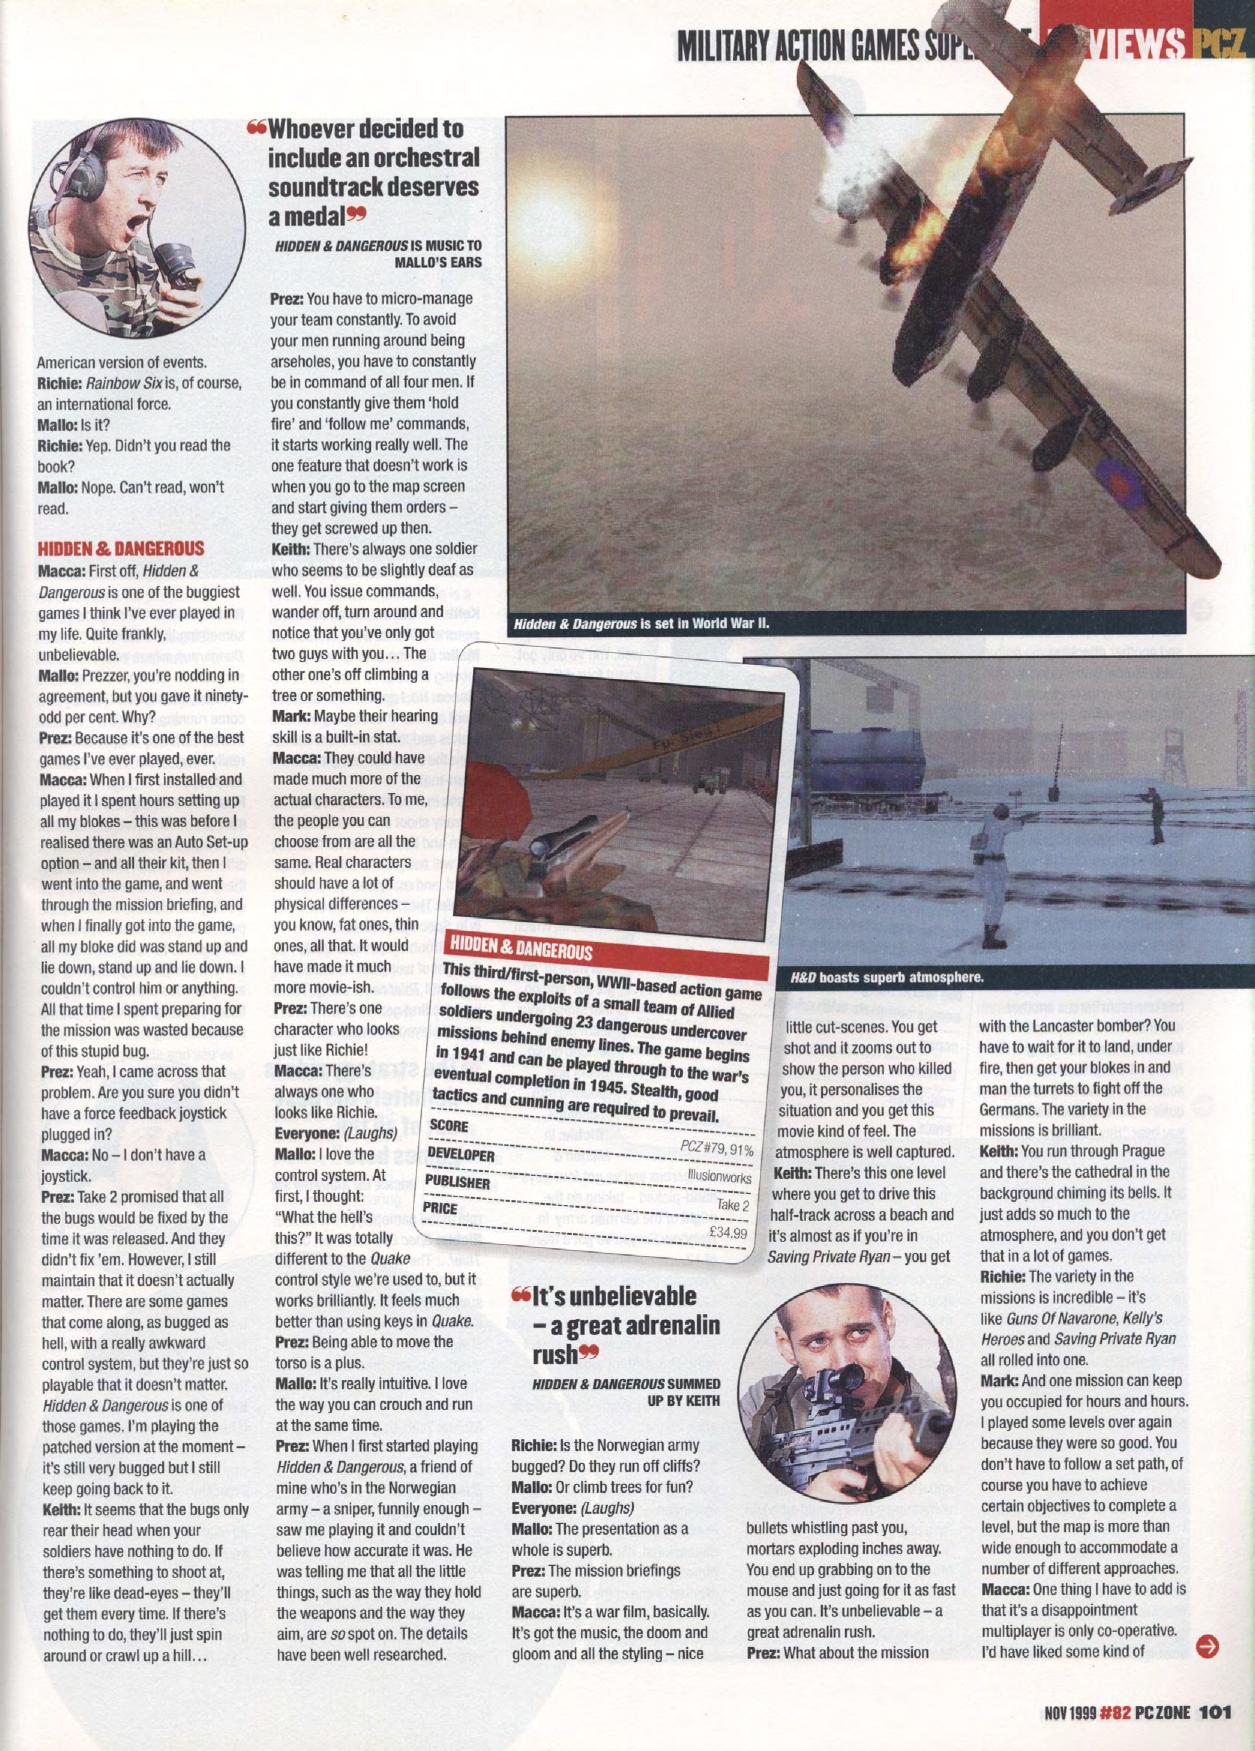 MILITARY ACTION GAMES
PCZ
“Whoever decided to
include an orchestral
soundtrack deserves
a medal”
HIDDEN & DANGEROUS IS MUSIC TO
MALLO'S EARS
American version of events.
Richie: Rainbow Six is, of course,
an international force.
Mallo: Is it?
Richie: Yep. Didn't you read the
book?
Mallo: Nope. Can't read, won't
read.
HIDDEN & DANGEROUS
Macca: First off, Hidden &
Dangerous is one of the buggiest
games I think I've ever played in
my life. Quite frankly,
unbelievable.
Mallo: Prezzer, you're nodding in
agreement, but you gave it ninety-
odd per cent. Why?
Prez: Because it's one of the best
games I've ever played, ever.
Macca: When I first installed and
played it I spent hours setting up
all my blokes – this was before I
realised there was an Auto Set-up
option – and all their kit, then I
went into the game, and went
through the mission briefing, and
when I finally got into the game,
all my bloke did was stand up and
lie down, stand up and lie down. I
couldn't control him or anything.
All that time I spent preparing for
the mission was wasted because
of this stupid bug.
Prez: Yeah, I came across that
problem. Are you sure you didn't
have a force feedback joystick
plugged in?
Macca: No – I don't have a
joystick.
Prez: Take 2 promised that all
the bugs would be fixed by the
time it was released. And they
didn't fix 'em. However, I still
maintain that it doesn't actually
matter. There are some games
that come along, as bugged as
hell, with a really awkward
control system, but they're just so
playable that it doesn't matter.
Hidden & Dangerous is one of
those games. I'm playing the
patched version at the moment –
it's still very bugged but I still
keep going back to it.
Keith: It seems that the bugs only
rear their head when your
soldiers have nothing to do. If
there's something to shoot at,
they're like dead-eyes – they'll
get them every time. If there's
nothing to do, they'll just spin
around or crawl up a hill...
Prez: You have to micro-manage
your team constantly. To avoid
your men running around being
arseholes, you have to constantly
be in command of all four men. If
you constantly give them 'hold
fire' and 'follow me' commands,
it starts working really well. The
one feature that doesn't work is
when you go to the map screen
and start giving them orders –
they get screwed up then.
Keith: There's always one soldier
who seems to be slightly deaf as
well. You issue commands,
wander off, turn around and
notice that you've only got
two guys with you... The
other one's off climbing a
tree or something.
Mark: Maybe their hearing
skill is a built-in stat.
Macca: They could have
made much more of the
actual characters. To me,
the people you can
choose from are all the
same. Real characters
should have a lot of
physical differences –
you know, fat ones, thin
ones, all that. It would
have made it much
more movie-ish.
Prez: There's one
character who looks
just like Richie!
Macca: There's
always one who
looks like Richie.
Everyone: (Laughs)
Mallo: I love the
control system. At
first, I thought:
"What the hell's
this?" It was totally
different to the Quake
control style we're used to, but it
works brilliantly. It feels much
better than using keys in Quake.
Prez: Being able to move the
torso is a plus.
Mallo: It's really intuitive. I love
the way you can crouch and run
at the same time.
Prez: When I first started playing
Hidden & Dangerous, a friend of
mine who's in the Norwegian
army – a sniper, funnily enough –
saw me playing it and couldn't
believe how accurate it was. He
was telling me that all the little
things, such as the way they hold
the weapons and the way they
aim, are so spot on. The details
have been well researched.
Hidden & Dangerous is set in World War II.
H&D boasts superb atmosphere.
HIDDEN & DANGEROUS
This third/first-person, WWII-based action game
follows the exploits of a small team of Allied
soldiers undergoing 23 dangerous undercover
missions behind enemy lines. The game begins
in 1941 and can be played through to the war's
eventual completion in 1945. Stealth, good
tactics and cunning are required to prevail.
SCORE PCZ #79, 91%
DEVELOPER Illusionworks
PUBLISHER Take 2
PRICE £34.99
“It's unbelievable
– a great adrenalin
rush”
HIDDEN & DANGEROUS SUMMED
UP BY KEITH
Richie: Is the Norwegian army
bugged? Do they run off cliffs?
Mallo: Or climb trees for fun?
Everyone: (Laughs)
Mallo: The presentation as a
whole is superb.
Prez: The mission briefings
are superb.
Macca: It's a war film, basically.
It's got the music, the doom and
gloom and all the styling – nice
little cut-scenes. You get
shot and it zooms out to
show the person who killed
you, it personalises the
situation and you get this
movie kind of feel. The
atmosphere is well captured.
Keith: There's this one level
where you get to drive this
half-track across a beach and
it's almost as if you're in
Saving Private Ryan – you get
bullets whistling past you,
mortars exploding inches away.
You end up grabbing on to the
mouse and just going for it as fast
as you can. It's unbelievable – a
great adrenalin rush.
Prez: What about the mission
with the Lancaster bomber? You
have to wait for it to land, under
fire, then get your blokes in and
man the turrets to fight off the
Germans. The variety in the
missions is brilliant.
Keith: You run through Prague
and there's the cathedral in the
background chiming its bells. It
just adds so much to the
atmosphere, and you don't get
that in a lot of games.
Richie: The variety in the
missions is incredible – it's
like Guns Of Navarone, Kelly's
Heroes and Saving Private Ryan
all rolled into one.
Mark: And one mission can keep
you occupied for hours and hours.
I played some levels over again
because they were so good. You
don't have to follow a set path, of
course you have to achieve
certain objectives to complete a
level, but the map is more than
wide enough to accommodate a
number of different approaches.
Macca: One thing I have to add is
that it's a disappointment
multiplayer is only co-operative.
I'd have liked some kind of
NOV 1999 #82 PC ZONE 101